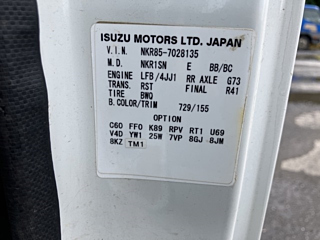 ISUZU MOTORS LTD. JAPAN
V.I.N. NKR85-7028135
M.D. NKR1SN E BB/BC
ENGINE LFB/4JJ1 RR AXLE G73
TRANS. RST FINAL R41
TIRE BWQ
B.COLOR/TRIM 729/155
OPTION
C60 FF0 K89 RPV RT1 U69
V4D YW1 25W 7VP 8GJ 8JM
8KZ TM1